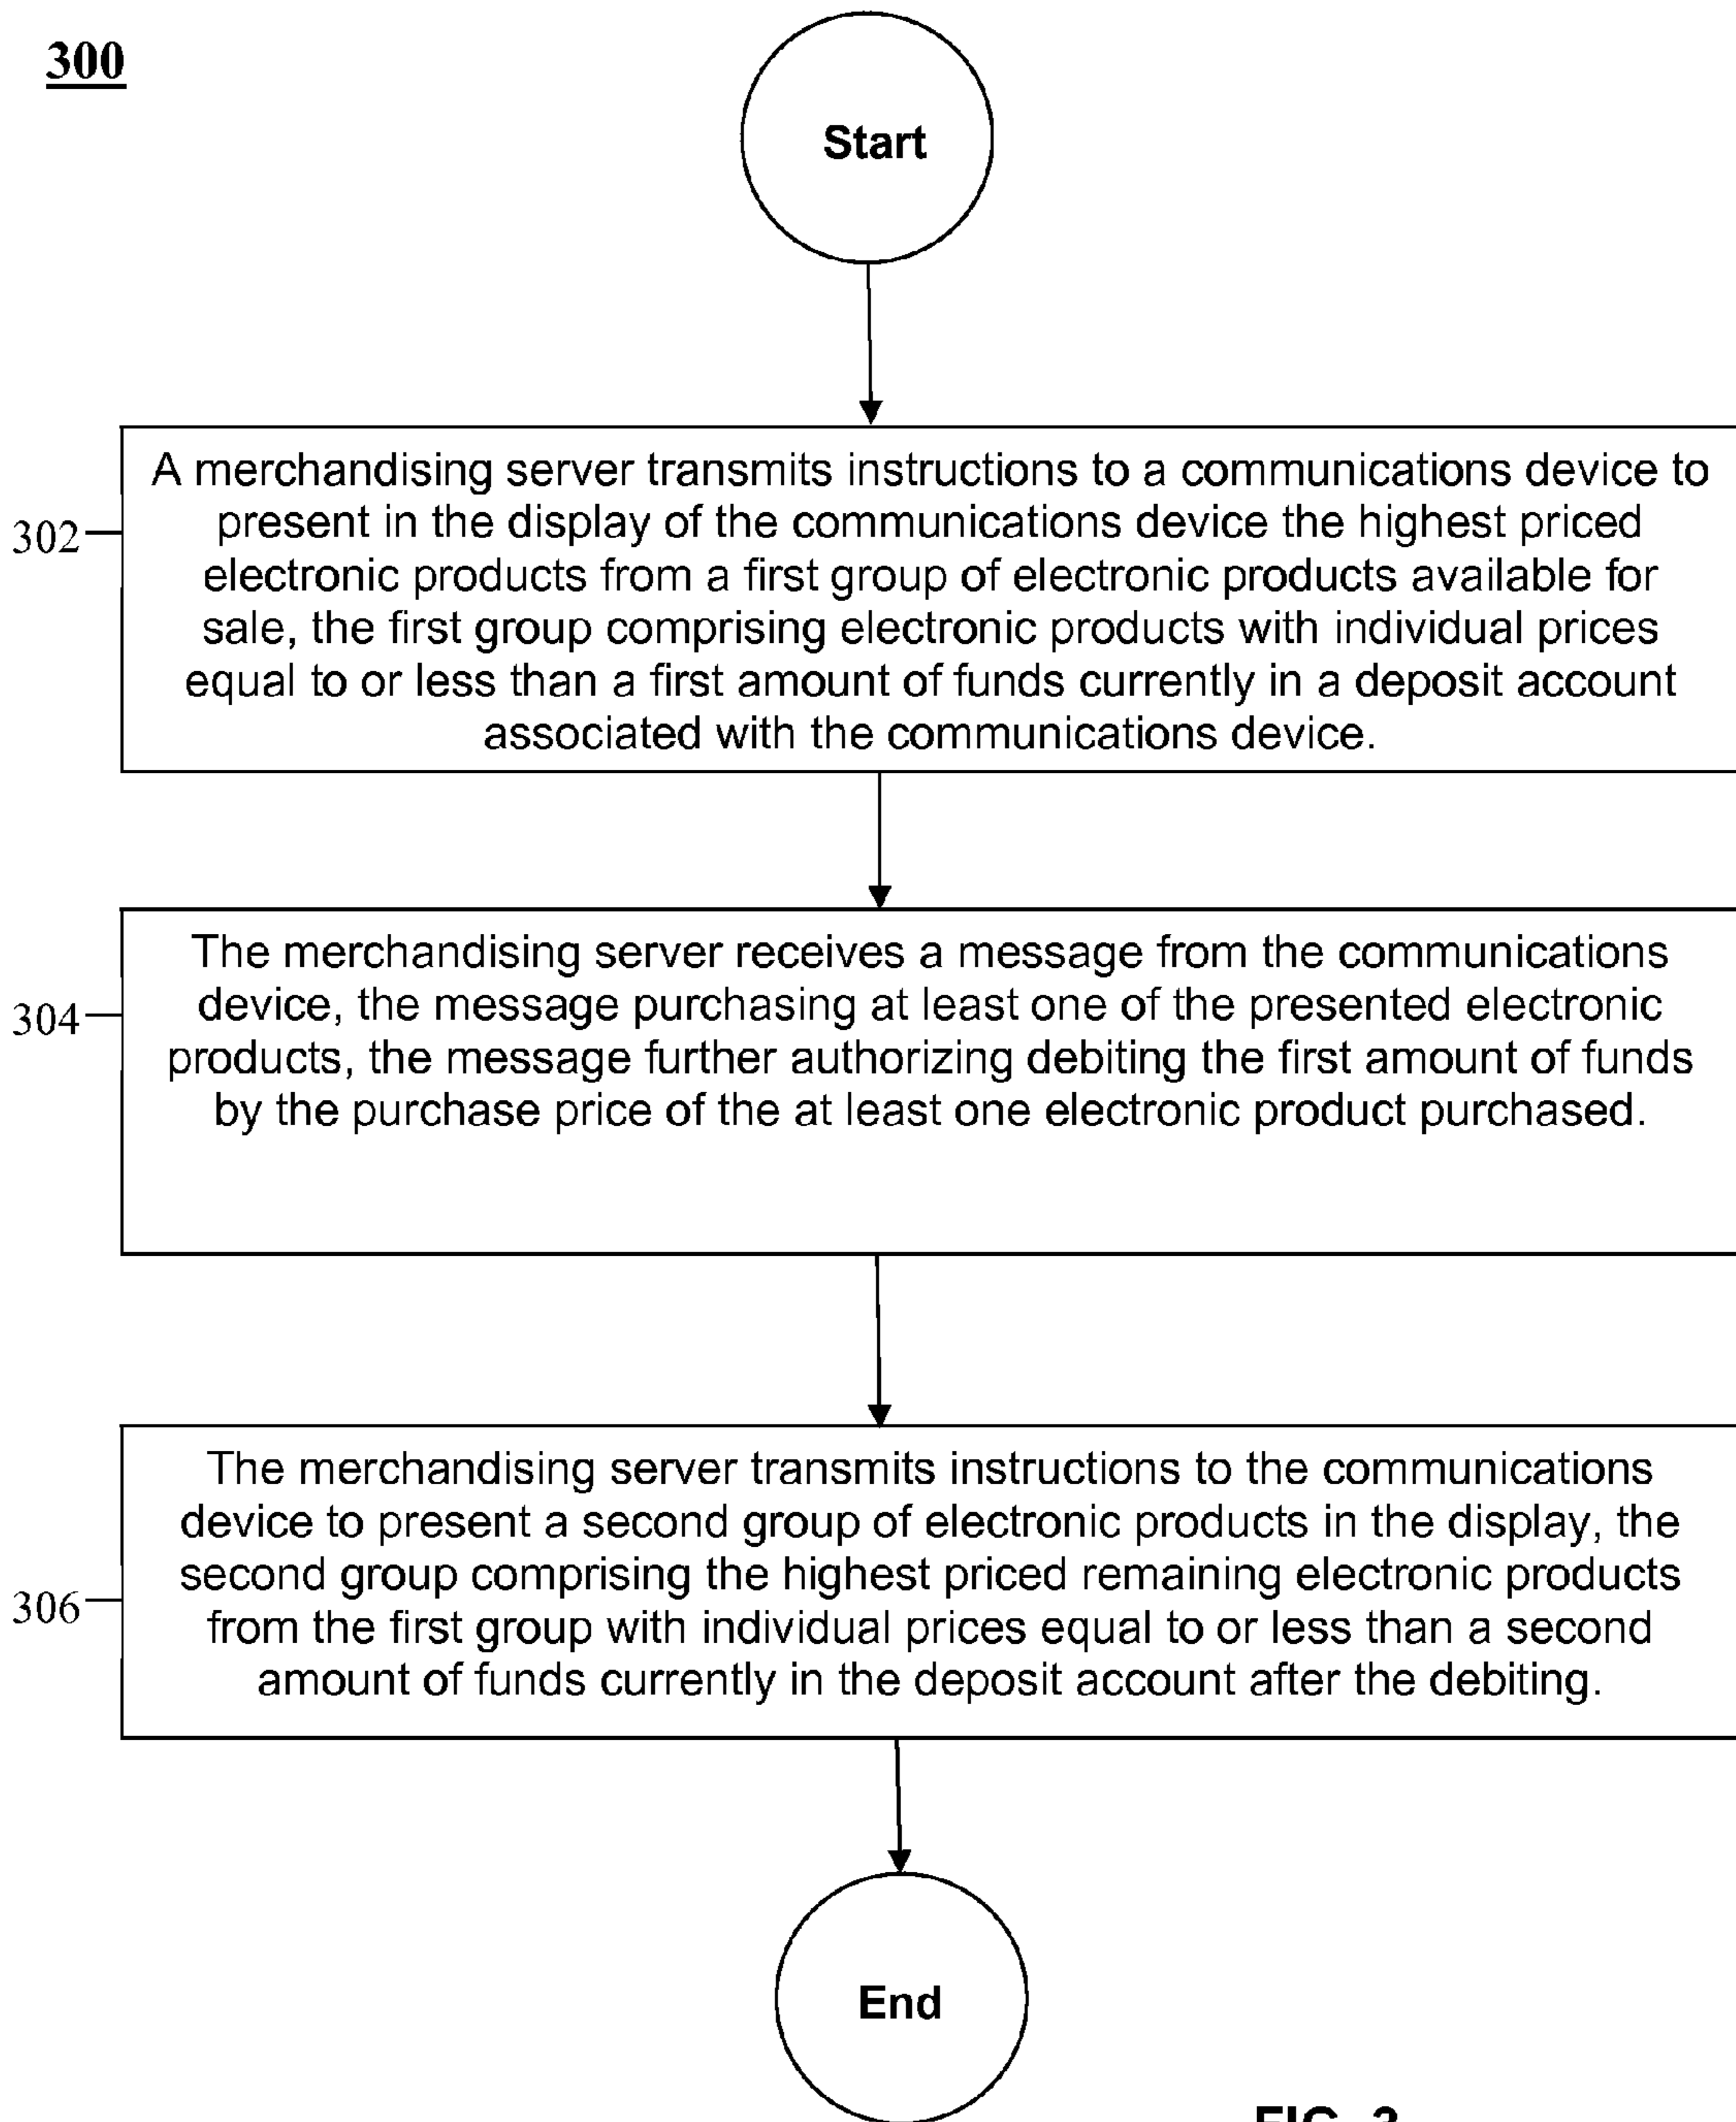 300
Start
A merchandising server transmits instructions to a communications device to
present in the display of the communications device the highest priced
electronic products from a first group of electronic products available for
sale, the first group comprising electronic products with individual prices
equal to or less than a first amount of funds currently in a deposit account
associated with the communications device.
302
The merchandising server receives a message from the communications
device, the message purchasing at least one of the presented electronic
products, the message further authorizing debiting the first amount of funds
by the purchase price of the at least one electronic product purchased.
304
The merchandising server transmits instructions to the communications
device to present a second group of electronic products in the display, the
second group comprising the highest priced remaining electronic products
from the first group with individual prices equal to or less than a second
amount of funds currently in the deposit account after the debiting.
306
End
FIG. 3